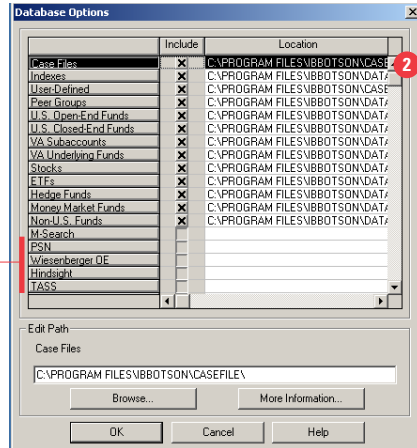 Database Options
Include Location
Case Files C:\PROGRAM FILES\IBBOTSON\CASE
2
Indexes C:\PROGRAM FILES\IBBOTSON\DATA
User-Defined C:\PROGRAM FILES\IBBOTSON\CASE
Peer Groups C:\PROGRAM FILES\IBBOTSON\DATA
U.S. Open-End Funds C:\PROGRAM FILES\IBBOTSON\DATA
U.S. Closed-End Funds C:\PROGRAM FILES\IBBOTSON\DATA
VA Subaccounts C:\PROGRAM FILES\IBBOTSON\DATA
VA Underlying Funds C:\PROGRAM FILES\IBBOTSON\DATA
Stocks C:\PROGRAM FILES\IBBOTSON\DATA
ETFs C:\PROGRAM FILES\IBBOTSON\DATA
Hedge Funds C:\PROGRAM FILES\IBBOTSON\DATA
Money Market Funds C:\PROGRAM FILES\IBBOTSON\DATA
Non-U.S. Funds C:\PROGRAM FILES\IBBOTSON\DATA
M-Search
PSN
Wiesenberger OE
Hindsight
TASS
Edit Path
Case Files
C:\PROGRAM FILES\IBBOTSON\CASEFILE\
Browse... More Information...
OK Cancel Help